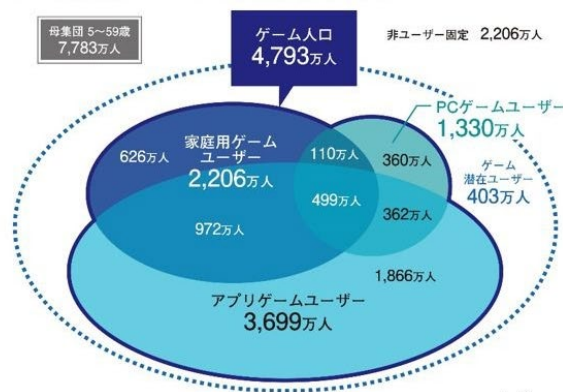 母集団 5〜59歳
7,783万人
ゲーム人口
4,793万人
非ユーザー固定 2,206万人
PCゲームユーザー
1,330万人
家庭用ゲーム
ユーザー
2,206万人
626万人
110万人
360万人
ゲーム
潜在ユーザー
403万人
499万人
362万人
972万人
1,866万人
アプリゲームユーザー
3,699万人